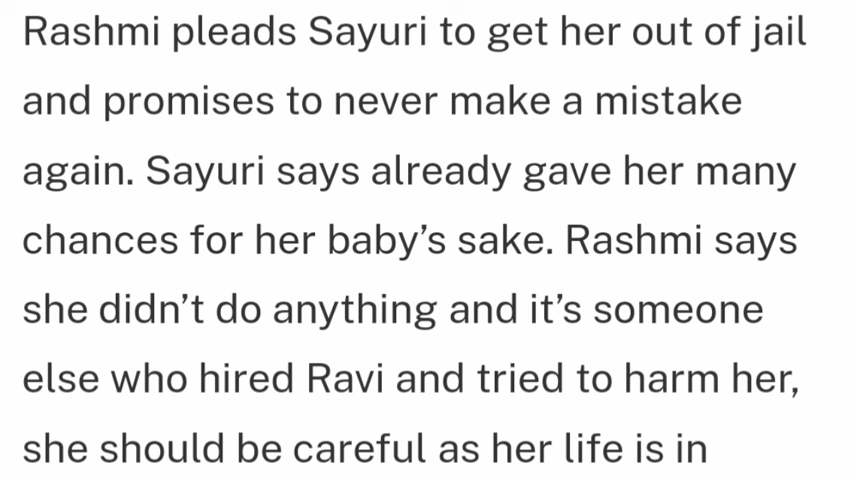 Rashmi pleads Sayuri to get her out of jail
and promises to never make a mistake
again. Sayuri says already gave her many
chances for her baby’s sake. Rashmi says
she didn’t do anything and it’s someone
else who hired Ravi and tried to harm her,
she should be careful as her life is in